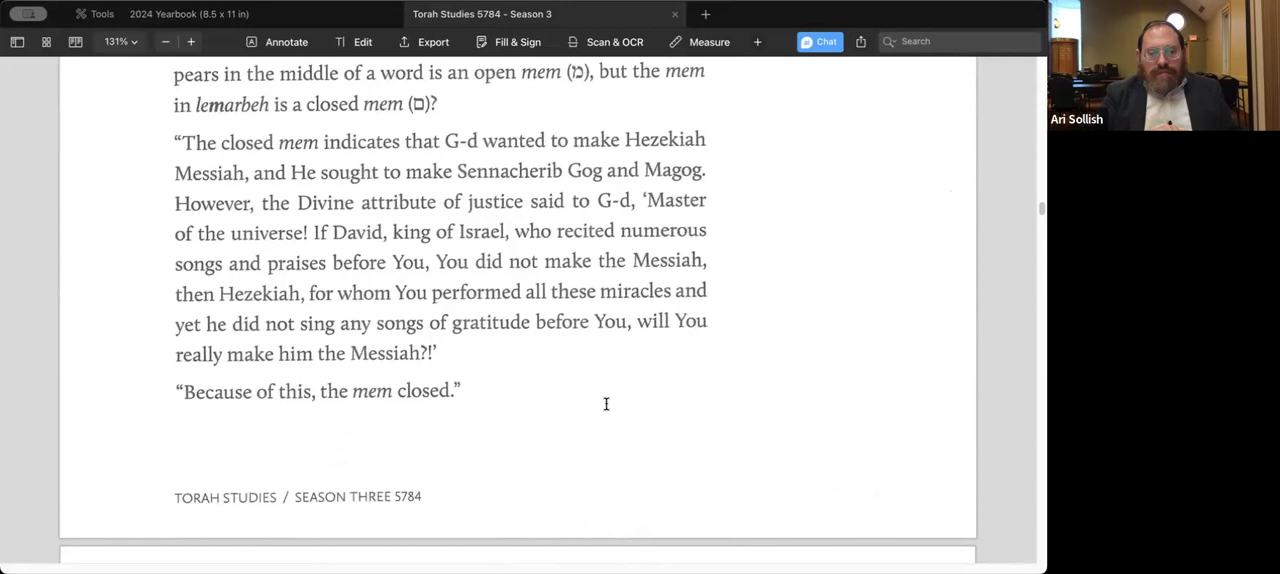 Tools
2024 Yearbook (8.5 x 11 in)
Torah Studies 5784 - Season 3
131%
Annotate
Edit
Export
Fill & Sign
Scan & OCR
Measure
Chat
Search
Ari Sollish
pears in the middle of a word is an open mem (מ), but the mem
in lemarbeh is a closed mem (ם)?
“The closed mem indicates that G-d wanted to make Hezekiah
Messiah, and He sought to make Sennacherib Gog and Magog.
However, the Divine attribute of justice said to G-d, ‘Master
of the universe! If David, king of Israel, who recited numerous
songs and praises before You, You did not make the Messiah,
then Hezekiah, for whom You performed all these miracles and
yet he did not sing any songs of gratitude before You, will You
really make him the Messiah?!’
“Because of this, the mem closed.”
TORAH STUDIES / SEASON THREE 5784